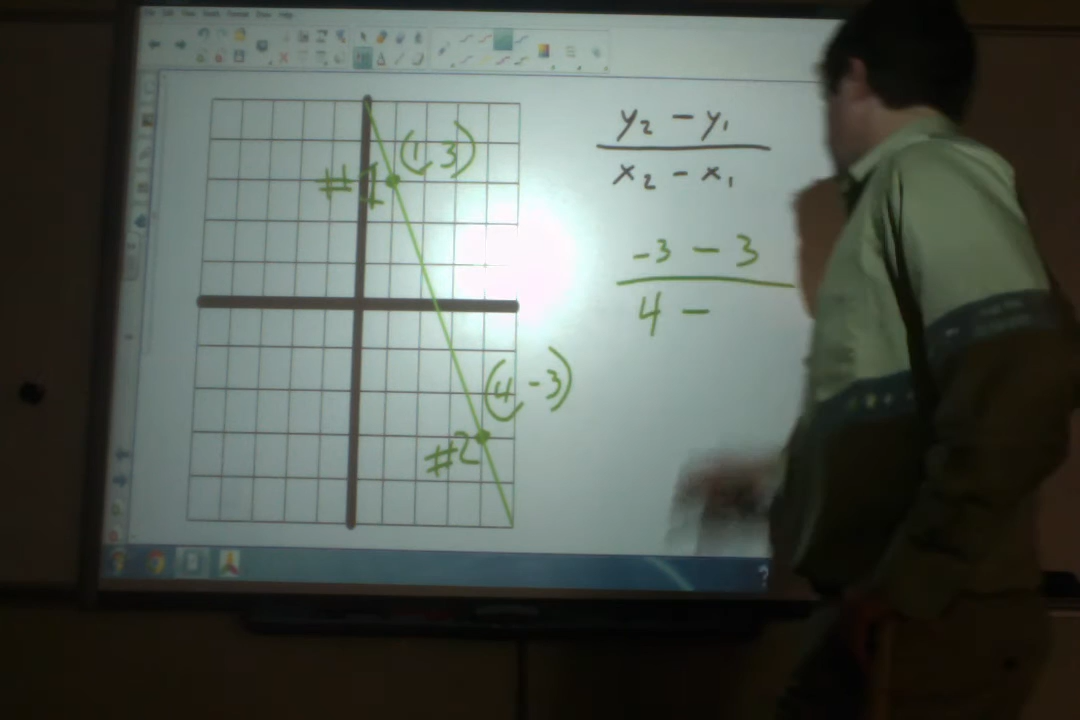 (1, 3)
#1
y₂ - y₁
x₂ - x₁
-3 - 3
4 -
(4, -3)
#2
?